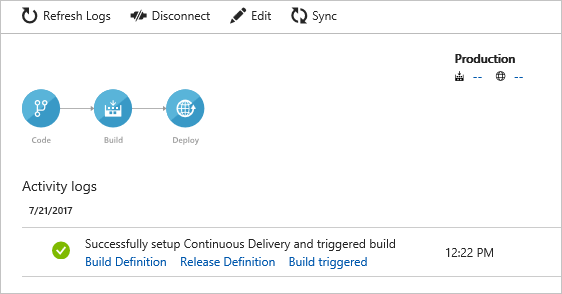 Refresh Logs Disconnect Edit Sync
Production
-- --
Code Build Deploy
Activity logs
7/21/2017
Successfully setup Continuous Delivery and triggered build
12:22 PM
Build Definition Release Definition Build triggered